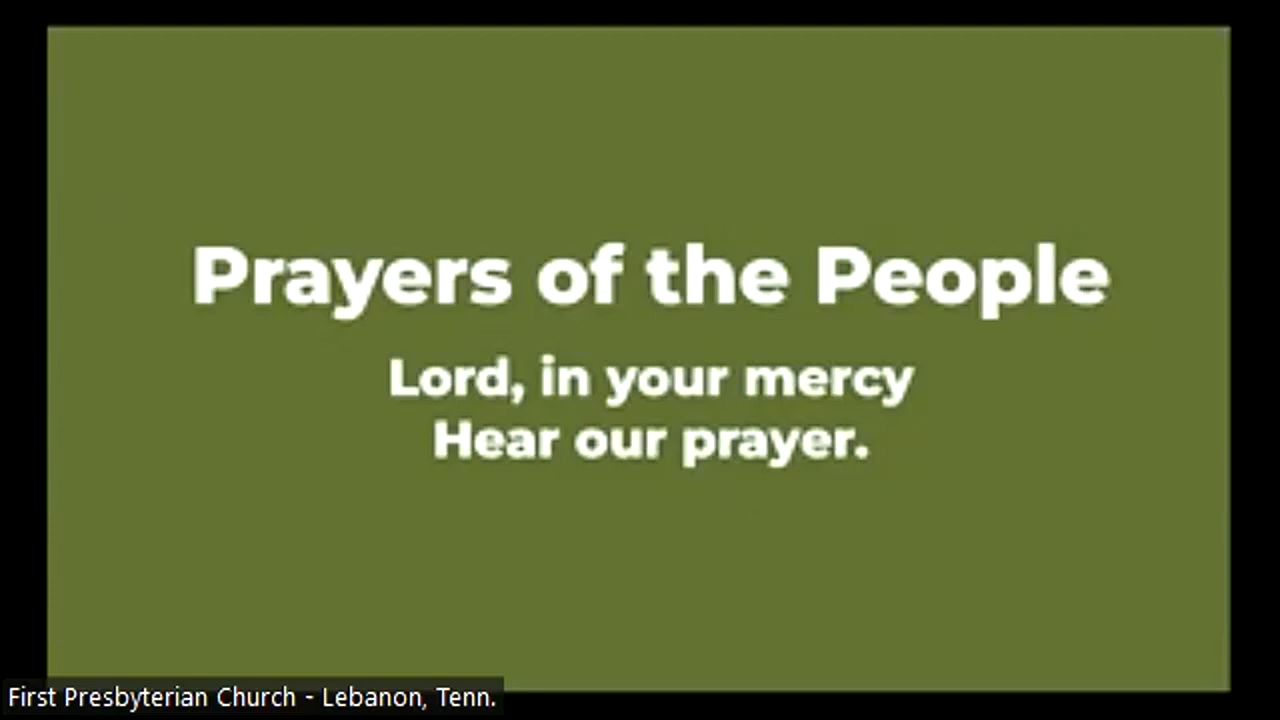 Prayers of the People
Lord, in your mercy
Hear our prayer.
First Presbyterian Church - Lebanon, Tenn.